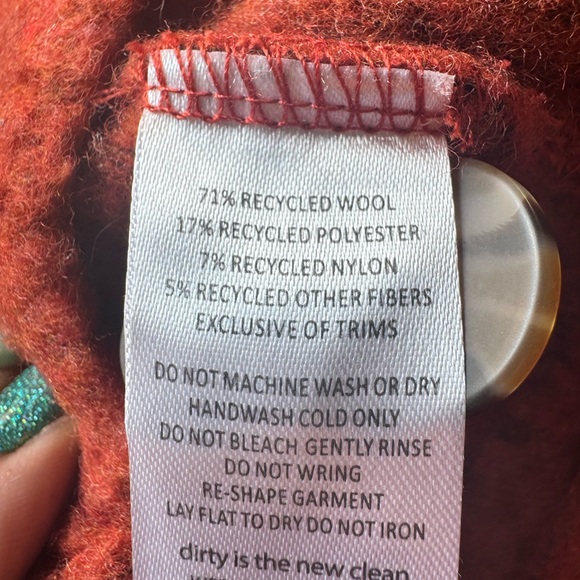 71% RECYCLED WOOL
17% RECYCLED POLYESTER
7% RECYCLED NYLON
5% RECYCLED OTHER FIBERS
EXCLUSIVE OF TRIMS
DO NOT MACHINE WASH OR DRY
HANDWASH COLD ONLY
DO NOT BLEACH GENTLY RINSE
DO NOT WRING
RE-SHAPE GARMENT
LAY FLAT TO DRY DO NOT IRON
dirty is the new clean